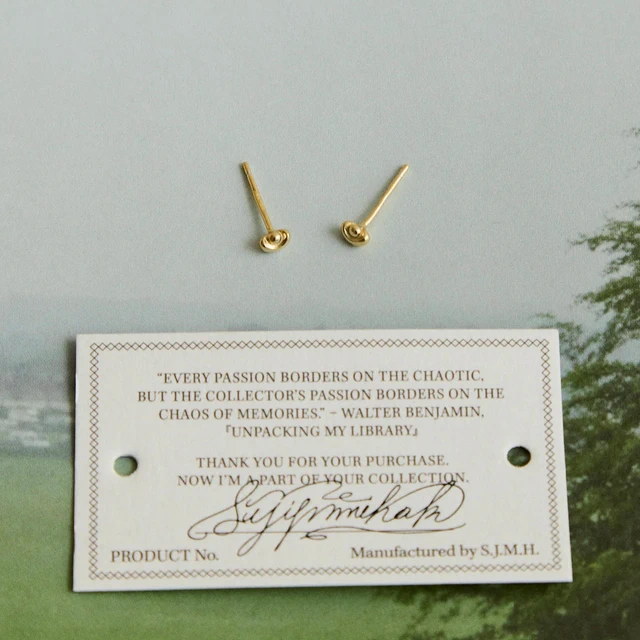 "EVERY PASSION BORDERS ON THE CHAOTIC,
BUT THE COLLECTOR'S PASSION BORDERS ON THE
CHAOS OF MEMORIES." – WALTER BENJAMIN,
『UNPACKING MY LIBRARY』
THANK YOU FOR YOUR PURCHASE.
NOW I'M A PART OF YOUR COLLECTION.
PRODUCT No. Manufactured by S.J.M.H.